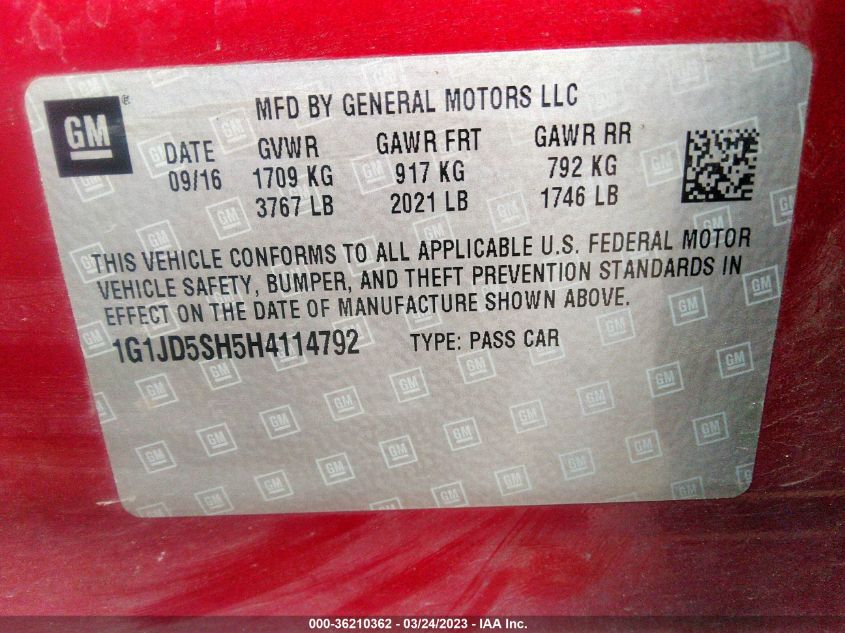 GM®
MFD BY GENERAL MOTORS LLC
DATE GVWR GAWR FRT GAWR RR
09/16 1709 KG 917 KG 792 KG
3767 LB 2021 LB 1746 LB
THIS VEHICLE CONFORMS TO ALL APPLICABLE U.S. FEDERAL MOTOR
VEHICLE SAFETY, BUMPER, AND THEFT PREVENTION STANDARDS IN
EFFECT ON THE DATE OF MANUFACTURE SHOWN ABOVE.
1G1JD5SH5H4114792 TYPE: PASS CAR
000-36210362 - 03/24/2023 - IAA Inc.